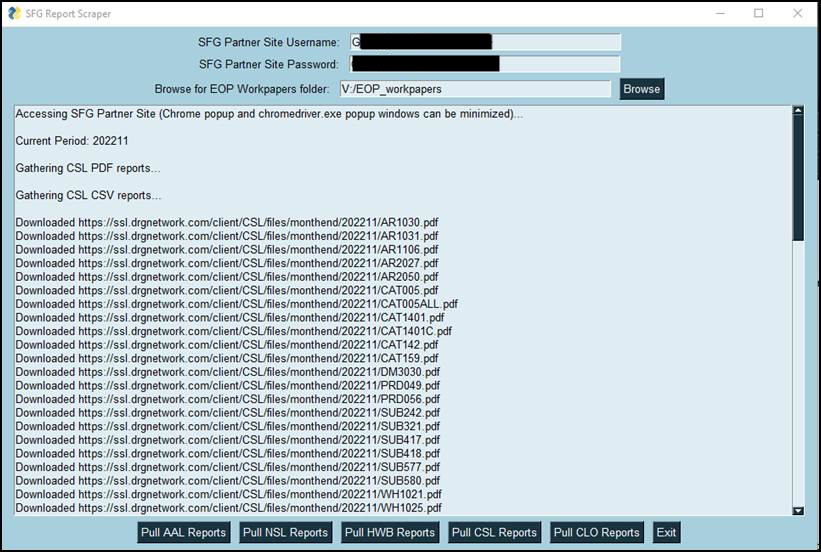 SFG Report Scraper
SFG Partner Site Username: G
SFG Partner Site Password:
Browse for EOP Workpapers folder: V:/EOP_workpapers Browse
Accessing SFG Partner Site (Chrome popup and chromedriver.exe popup windows can be minimized)...
Current Period: 202211
Gathering CSL PDF reports...
Gathering CSL CSV reports...
Downloaded https://ssl.drgnetwork.com/client/CSL/files/monthend/202211/AR1030.pdf
Downloaded https://ssl.drgnetwork.com/client/CSL/files/monthend/202211/AR1031.pdf
Downloaded https://ssl.drgnetwork.com/client/CSL/files/monthend/202211/AR1106.pdf
Downloaded https://ssl.drgnetwork.com/client/CSL/files/monthend/202211/AR2027.pdf
Downloaded https://ssl.drgnetwork.com/client/CSL/files/monthend/202211/AR2050.pdf
Downloaded https://ssl.drgnetwork.com/client/CSL/files/monthend/202211/CAT005.pdf
Downloaded https://ssl.drgnetwork.com/client/CSL/files/monthend/202211/CAT005ALL.pdf
Downloaded https://ssl.drgnetwork.com/client/CSL/files/monthend/202211/CAT1401.pdf
Downloaded https://ssl.drgnetwork.com/client/CSL/files/monthend/202211/CAT1401C.pdf
Downloaded https://ssl.drgnetwork.com/client/CSL/files/monthend/202211/CAT142.pdf
Downloaded https://ssl.drgnetwork.com/client/CSL/files/monthend/202211/CAT159.pdf
Downloaded https://ssl.drgnetwork.com/client/CSL/files/monthend/202211/DM3030.pdf
Downloaded https://ssl.drgnetwork.com/client/CSL/files/monthend/202211/PRD049.pdf
Downloaded https://ssl.drgnetwork.com/client/CSL/files/monthend/202211/PRD056.pdf
Downloaded https://ssl.drgnetwork.com/client/CSL/files/monthend/202211/SUB242.pdf
Downloaded https://ssl.drgnetwork.com/client/CSL/files/monthend/202211/SUB321.pdf
Downloaded https://ssl.drgnetwork.com/client/CSL/files/monthend/202211/SUB417.pdf
Downloaded https://ssl.drgnetwork.com/client/CSL/files/monthend/202211/SUB418.pdf
Downloaded https://ssl.drgnetwork.com/client/CSL/files/monthend/202211/SUB577.pdf
Downloaded https://ssl.drgnetwork.com/client/CSL/files/monthend/202211/SUB580.pdf
Downloaded https://ssl.drgnetwork.com/client/CSL/files/monthend/202211/WH1021.pdf
Downloaded https://ssl.drgnetwork.com/client/CSL/files/monthend/202211/WH1025.pdf
Pull AAL Reports Pull NSL Reports Pull HWB Reports Pull CSL Reports Pull CLO Reports Exit